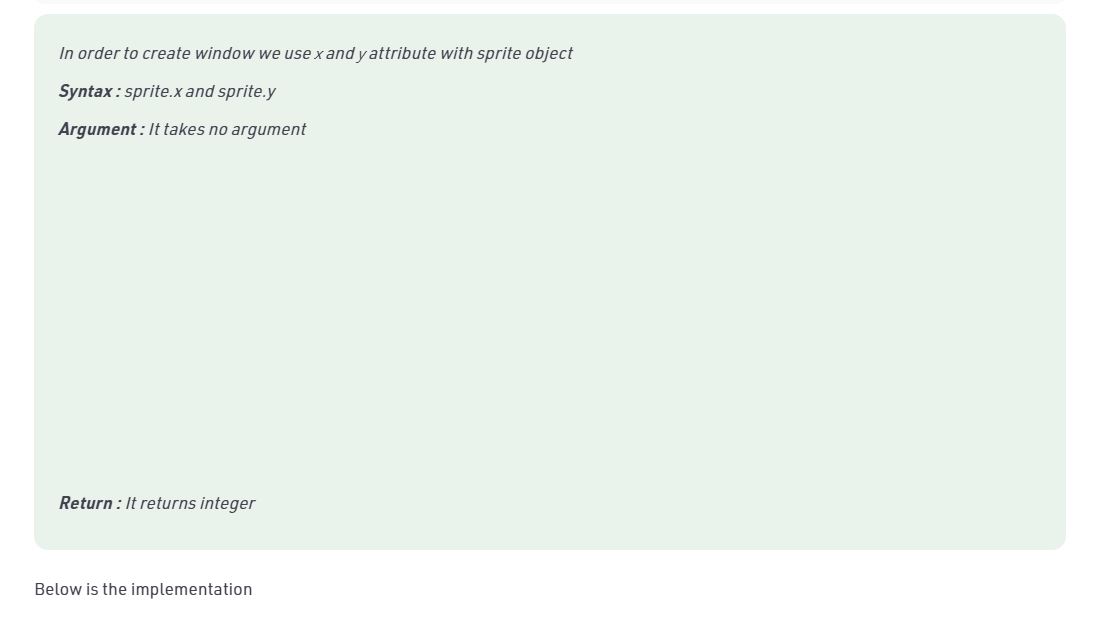 In order to create window we use x and y attribute with sprite object
Syntax : sprite.x and sprite.y
Argument : It takes no argument
Return : It returns integer
Below is the implementation